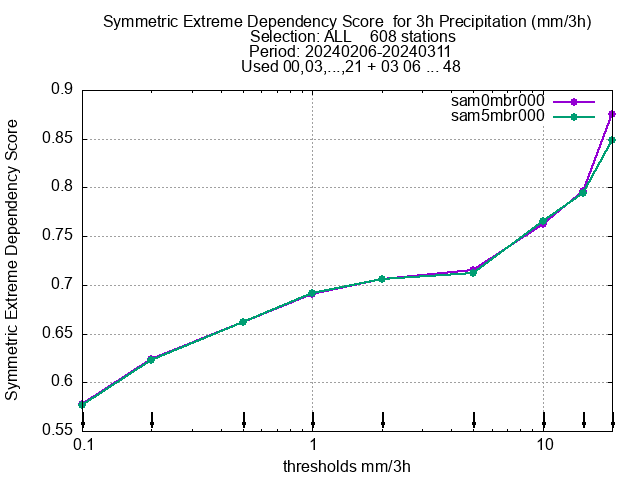 Symmetric Extreme Dependency Score  for 3h Precipitation (mm/3h)
Selection: ALL    608 stations
Period: 20240206-20240311
Used 00,03,...,21 + 03 06 ... 48
sam0mbr000
sam5mbr000
0.9
0.85
0.8
0.75
0.7
0.65
0.6
0.55
Symmetric Extreme Dependency Score
0.1
1
10
thresholds mm/3h